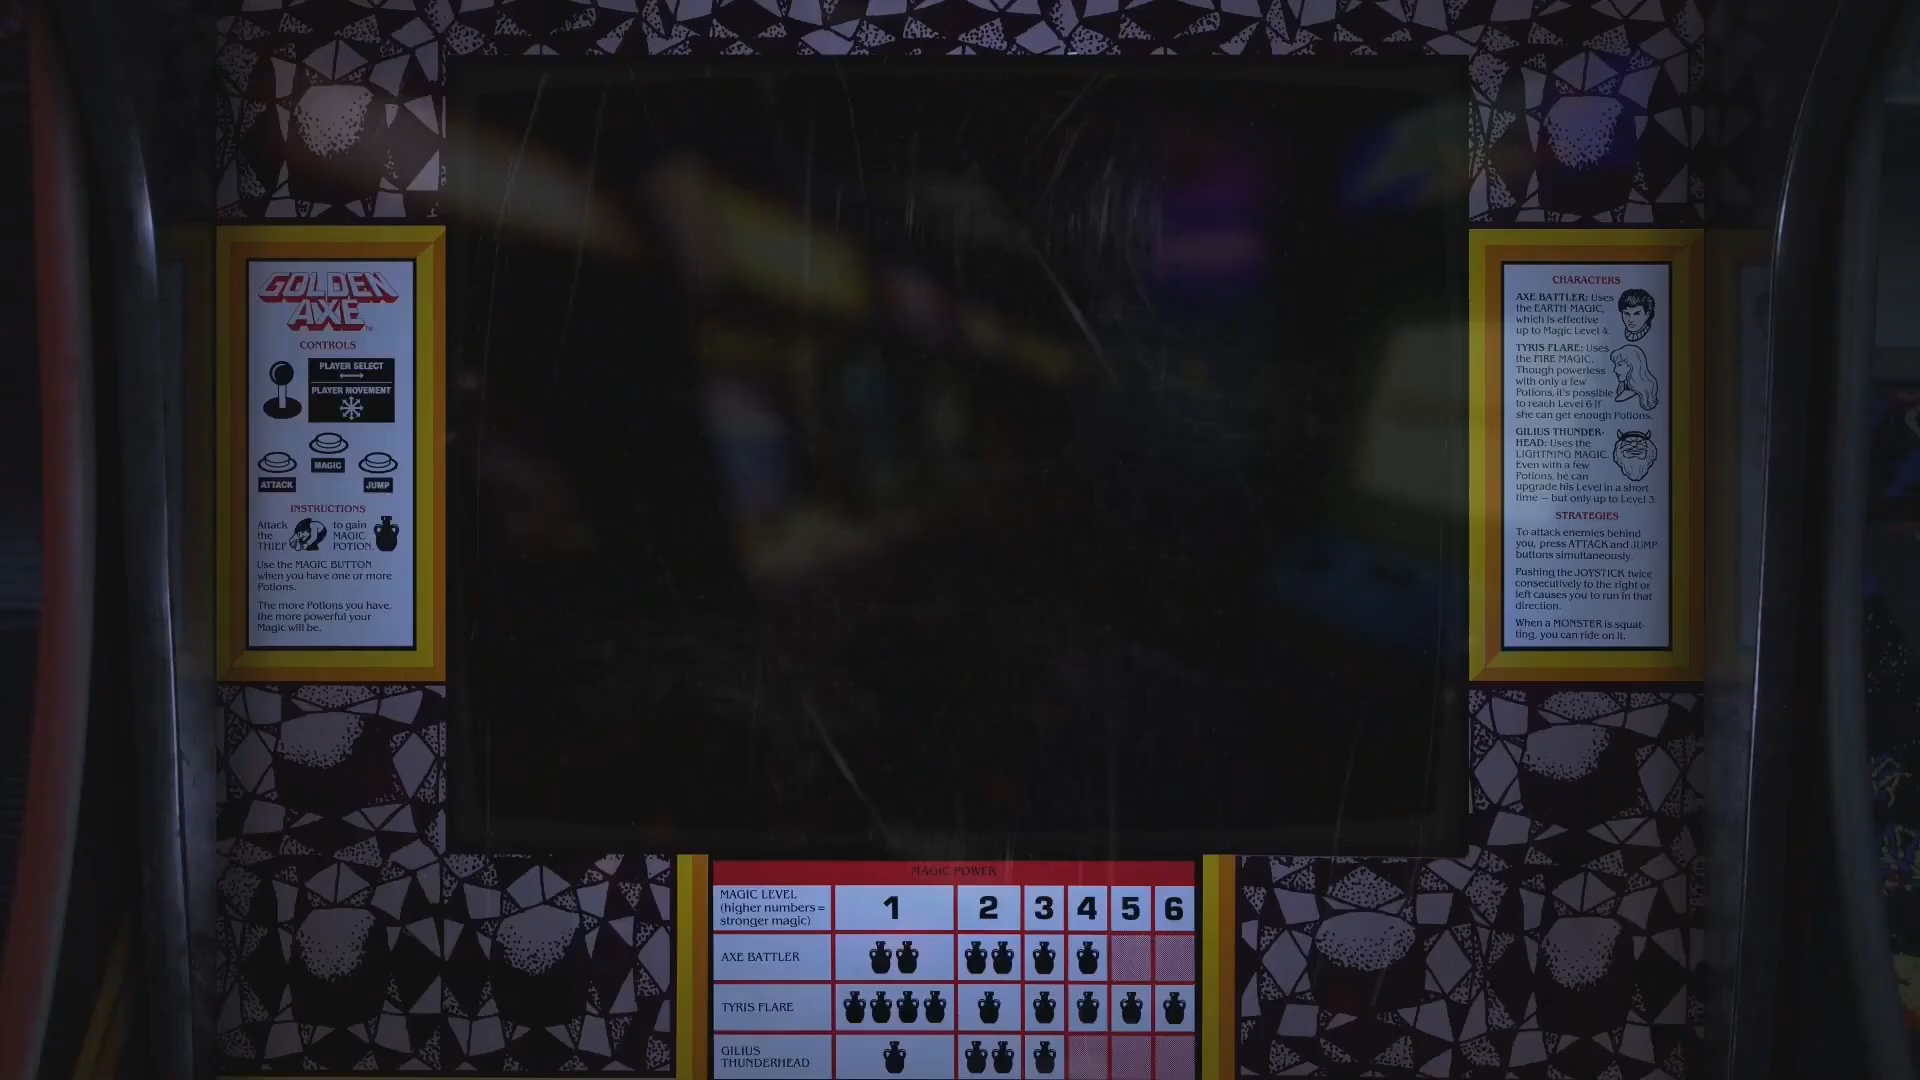 GOLDEN
AXE™
CONTROLS
PLAYER SELECT
PLAYER MOVEMENT
MAGIC
ATTACK
JUMP
INSTRUCTIONS
Attack
the
THIEF
to gain
MAGIC
POTION.
Use the MAGIC BUTTON
when you have one or more
Potions.
The more Potions you have,
the more powerful your
Magic will be.
CHARACTERS
AXE BATTLER: Uses
the EARTH MAGIC,
which is effective
up to Magic Level 4.
TYRIS FLARE: Uses
the FIRE MAGIC.
Though powerless
with only a few
Potions, it's possible
to reach Level 6 if
she can get enough Potions.
GILIUS THUNDER-
HEAD: Uses the
LIGHTNING MAGIC.
Even with a few
Potions, he can
upgrade his Level in a short
time — but only up to Level 3.
STRATEGIES
To attack enemies behind
you, press ATTACK and JUMP
buttons simultaneously.
Pushing the JOYSTICK twice
consecutively to the right or
left causes you to run in that
direction.
When a MONSTER is squat-
ting, you can ride on it.
MAGIC POWER
MAGIC LEVEL
(higher numbers =
stronger magic)
1 2 3 4 5 6
AXE BATTLER
TYRIS FLARE
GILIUS
THUNDERHEAD